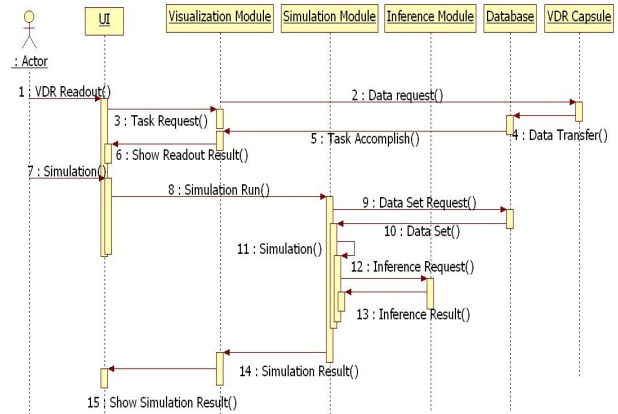 UI
Visualization Module
Simulation Module
Inference Module
Database
VDR Capsule
: Actor
1 : VDR Readout()
2 : Data request()
3 : Task Request()
4 : Data Transfer()
5 : Task Accomplish()
6 : Show Readout Result()
7 : Simulation()
8 : Simulation Run()
9 : Data Set Request()
10 : Data Set()
11 : Simulation()
12 : Inference Request()
13 : Inference Result()
14 : Simulation Result()
15 : Show Simulation Result()